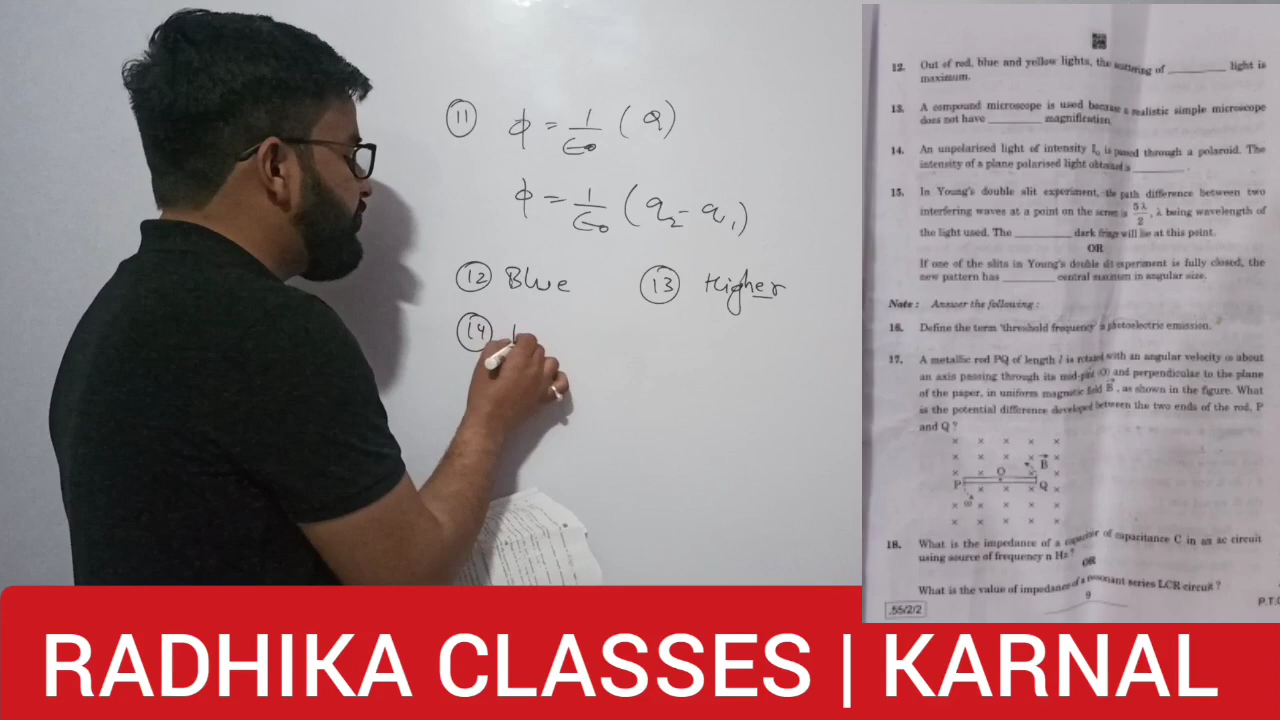 ⑪ ϕ = 1/ε₀ (Q)
ϕ = 1/ε₀ (q₂ - q₁)
⑫ Blue ⑬ Higher
⑭
12. Out of red, blue and yellow lights, the scattering of ________ light is
maximum.
13. A compound microscope is used because a realistic simple microscope
does not have ________ magnification.
14. An unpolarised light of intensity I₀ is passed through a polaroid. The
intensity of a plane polarised light obtained is ________.
15. In Young's double slit experiment, the path difference between two
interfering waves at a point on the screen is 5λ/2, λ being wavelength of
the light used. The ________ dark fringe will lie at this point.
OR
If one of the slits in Young's double slit experiment is fully closed, the
new pattern has ________ central maximum in angular size.
Note : Answer the following :
16. Define the term 'threshold frequency' in photoelectric emission.
17. A metallic rod PQ of length l is rotated with an angular velocity ω about
an axis passing through its mid-point (O) and perpendicular to the plane
of the paper, in uniform magnetic field B⃗, as shown in the figure. What
is the potential difference developed between the two ends of the rod, P
and Q ?
B⃗
O
P Q
ω
18. What is the impedance of a capacitor of capacitance C in an ac circuit
using source of frequency n Hz ?
OR
What is the value of impedance of a resonant series LCR circuit ?
.55/2/2 9 P.T.O
RADHIKA CLASSES | KARNAL